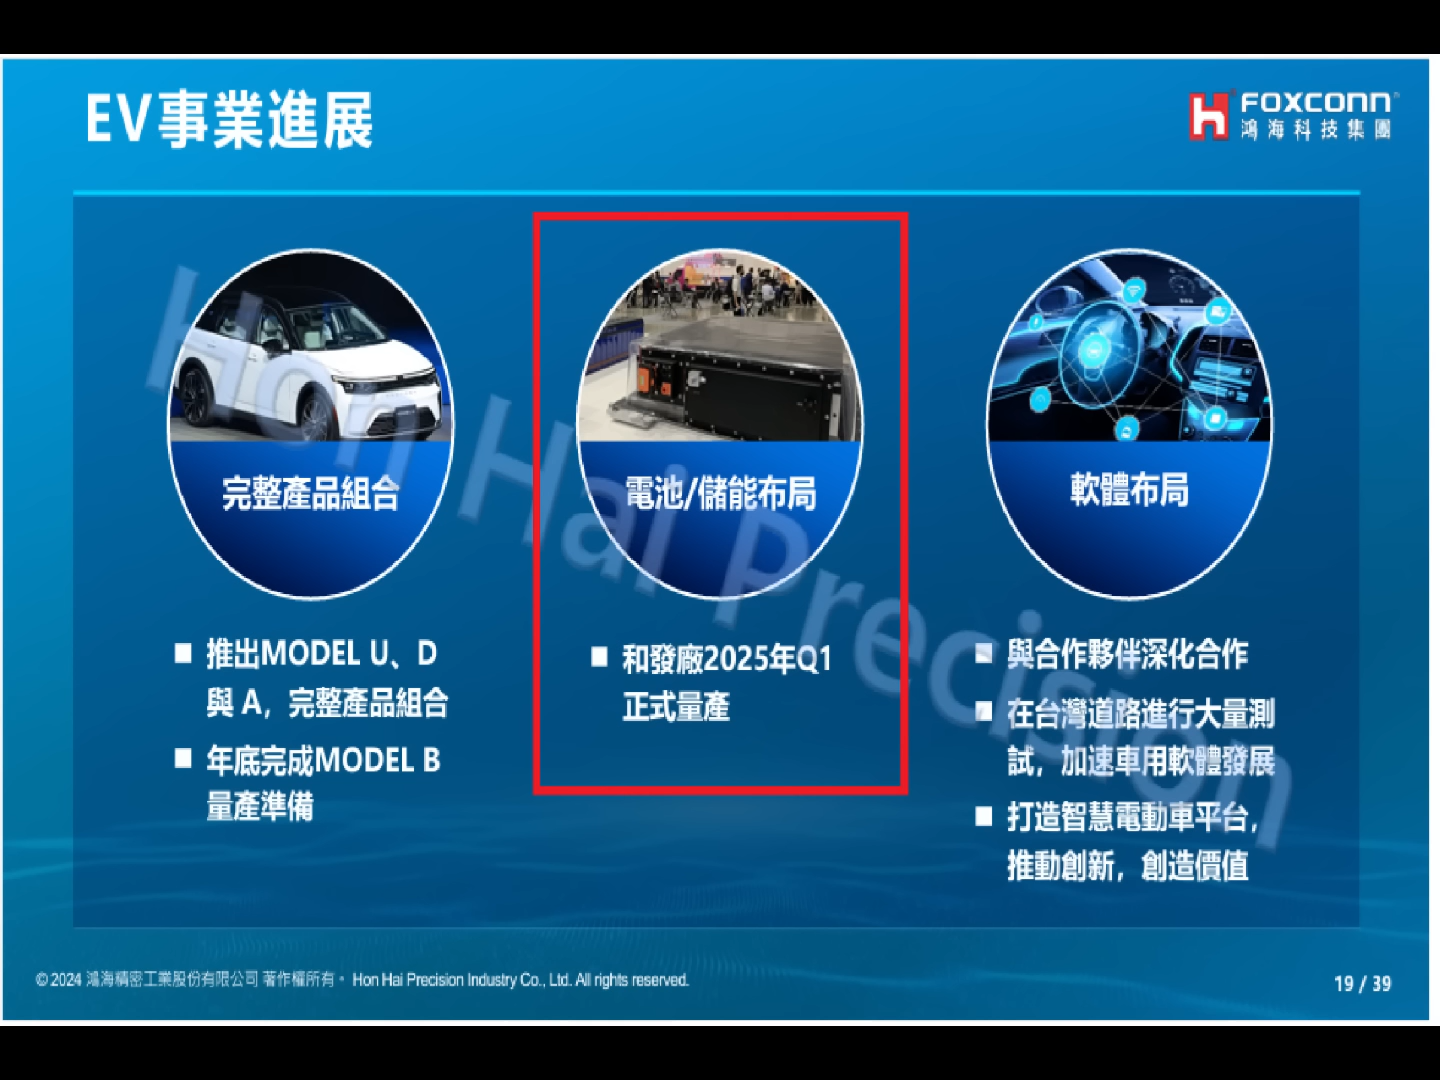 EV事業進展
FOXCONN
鴻海科技集團
完整產品組合
推出MODEL U、D
與 A，完整產品組合
年底完成MODEL B
量產準備
電池/儲能布局
和發廠2025年Q1
正式量產
軟體布局
與合作夥伴深化合作
在台灣道路進行大量測
試，加速車用軟體發展
打造智慧電動車平台，
推動創新，創造價值
Hon Hai Precision
© 2024 鴻海精密工業股份有限公司 著作權所有。 Hon Hai Precision Industry Co., Ltd. All rights reserved.
19 / 39